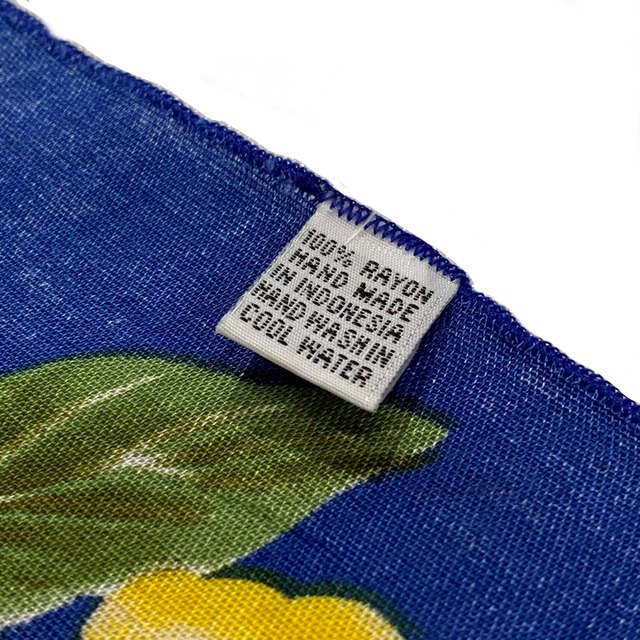 100% RAYON
HAND MADE
IN INDONESIA
HAND WASH IN
COOL WATER